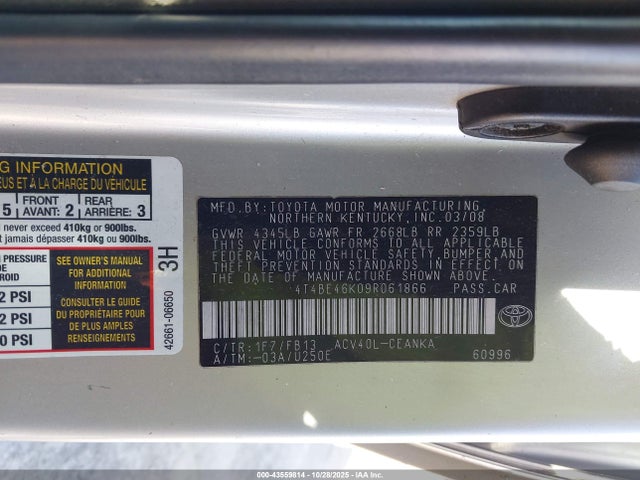 G INFORMATION
EUS ET À LA CHARGE DU VÉHICULE
5 FRONT AVANT: 2 REAR ARRIÈRE: 3
d never exceed 410kg or 900lbs.
t jamais dépasser 410kg ou 900lbs.
PRESSURE
DE
ROID
2 PSI
2 PSI
0 PSI
SEE OWNER'S MANUAL
FOR ADDITIONAL
INFORMATION
CONSULTER LE GUIDE
DU PROPRIÉTAIRE POUR
DE PLUS AMPLES
RENSEIGNEMENTS
3H
42661-06650
MFD.BY:TOYOTA MOTOR MANUFACTURING
NORTHERN KENTUCKY,INC.03/08
GVWR 4345LB GAWR FR 2668LB RR 2359LB
THIS VEHICLE CONFORMS TO ALL APPLICABLE
FEDERAL MOTOR VEHICLE SAFETY,BUMPER,AND
THEFT PREVENTION STANDARDS IN EFFECT ON
THE DATE OF MANUFACTURE SHOWN ABOVE.
4T4BE46K09R061866 PASS.CAR
C/TR:1F7/FB13 ACV40L-CEANKA
A/TM:-03A/U250E 60996
000-43559814 | 10/28/2025 | IAA, LLC